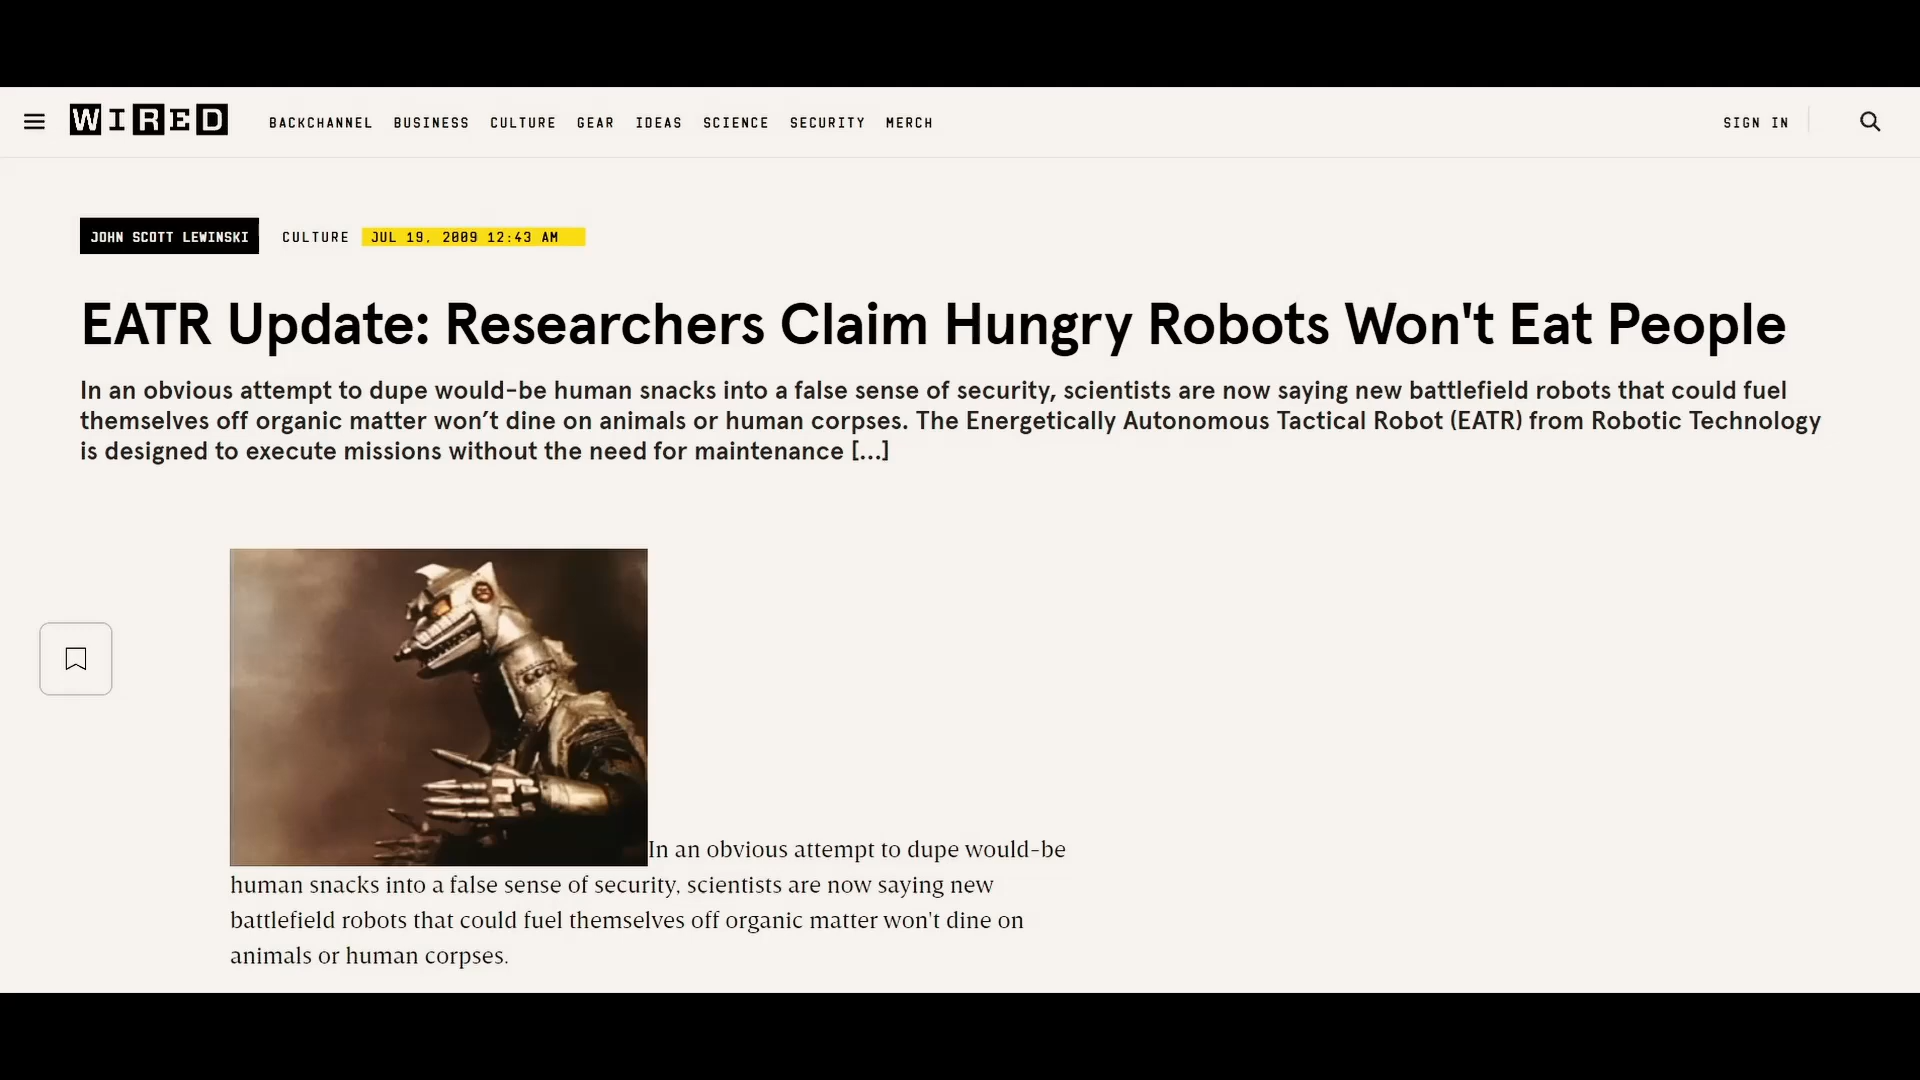 WIRED
BACKCHANNEL BUSINESS CULTURE GEAR IDEAS SCIENCE SECURITY MERCH
SIGN IN
JOHN SCOTT LEWINSKI CULTURE JUL 19, 2009 12:43 AM
EATR Update: Researchers Claim Hungry Robots Won't Eat People
In an obvious attempt to dupe would-be human snacks into a false sense of security, scientists are now saying new battlefield robots that could fuel
themselves off organic matter won’t dine on animals or human corpses. The Energetically Autonomous Tactical Robot (EATR) from Robotic Technology
is designed to execute missions without the need for maintenance [...]
In an obvious attempt to dupe would-be
human snacks into a false sense of security, scientists are now saying new
battlefield robots that could fuel themselves off organic matter won't dine on
animals or human corpses.